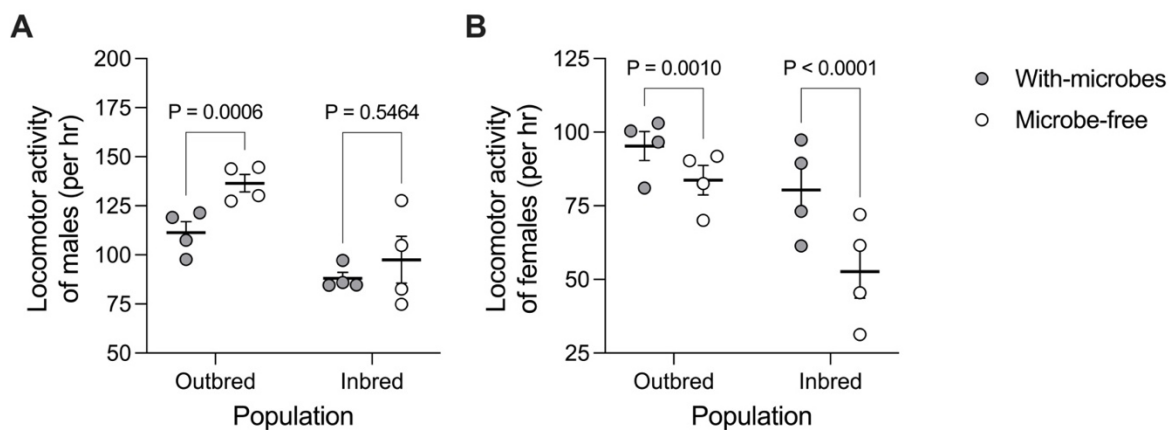 A
Locomotor activity
of males (per hr)
200
175
150
125
100
75
50
P = 0.0006
P = 0.5464
Outbred
Inbred
Population
B
Locomotor activity
of females (per hr)
125
100
75
50
25
P = 0.0010
P < 0.0001
Outbred
Inbred
Population
With-microbes
Microbe-free